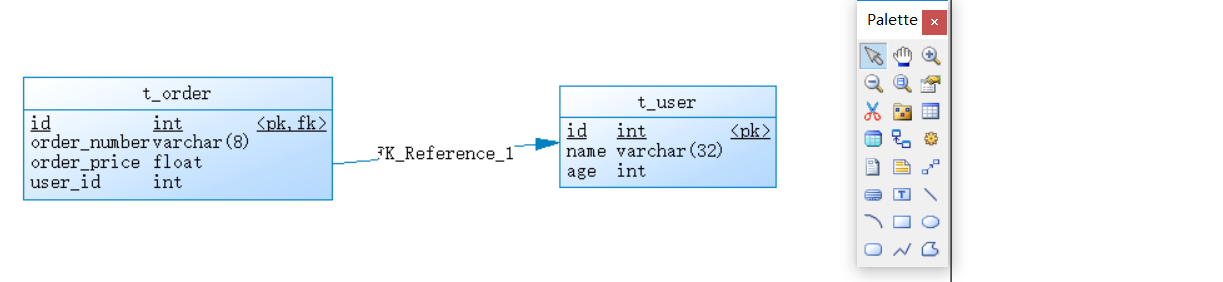 Palette
t_order
id int <pk,fk>
order_number varchar(8)
order_price float
user_id int
FK_Reference_1
t_user
id int <pk>
name varchar(32)
age int